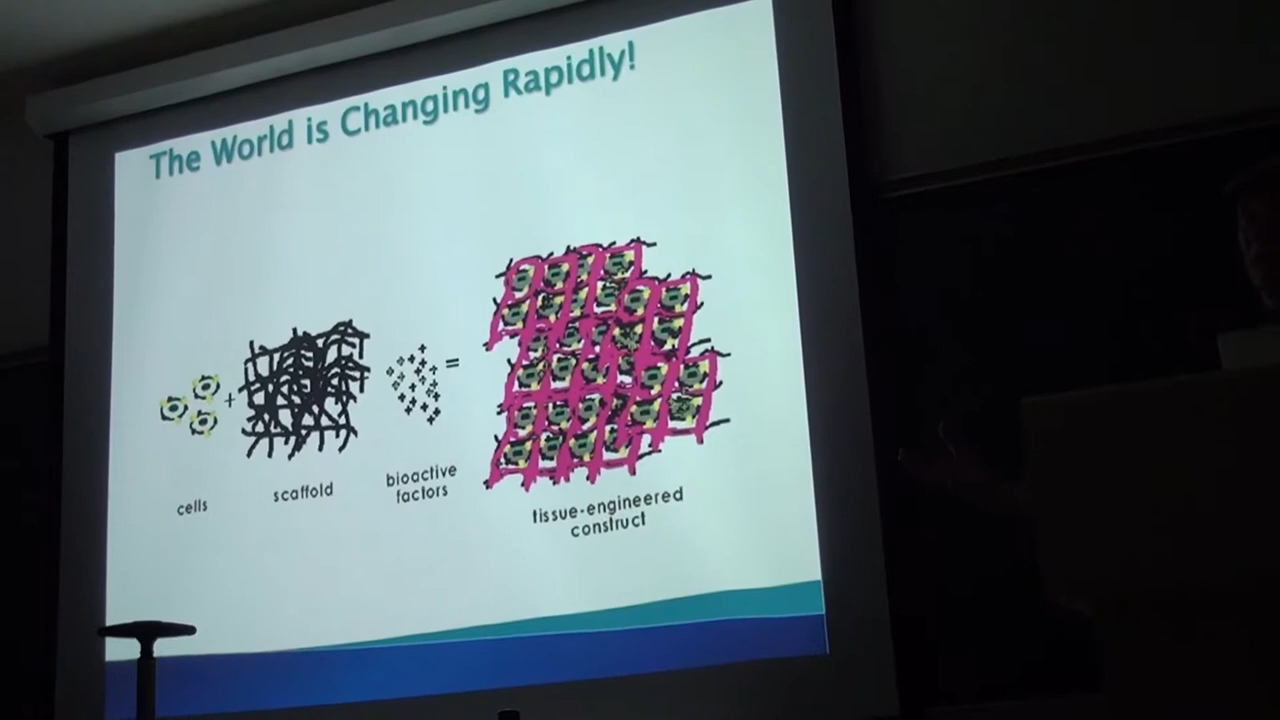 The World is Changing Rapidly!
+
=
cells
scaffold
bioactive
factors
tissue-engineered
construct